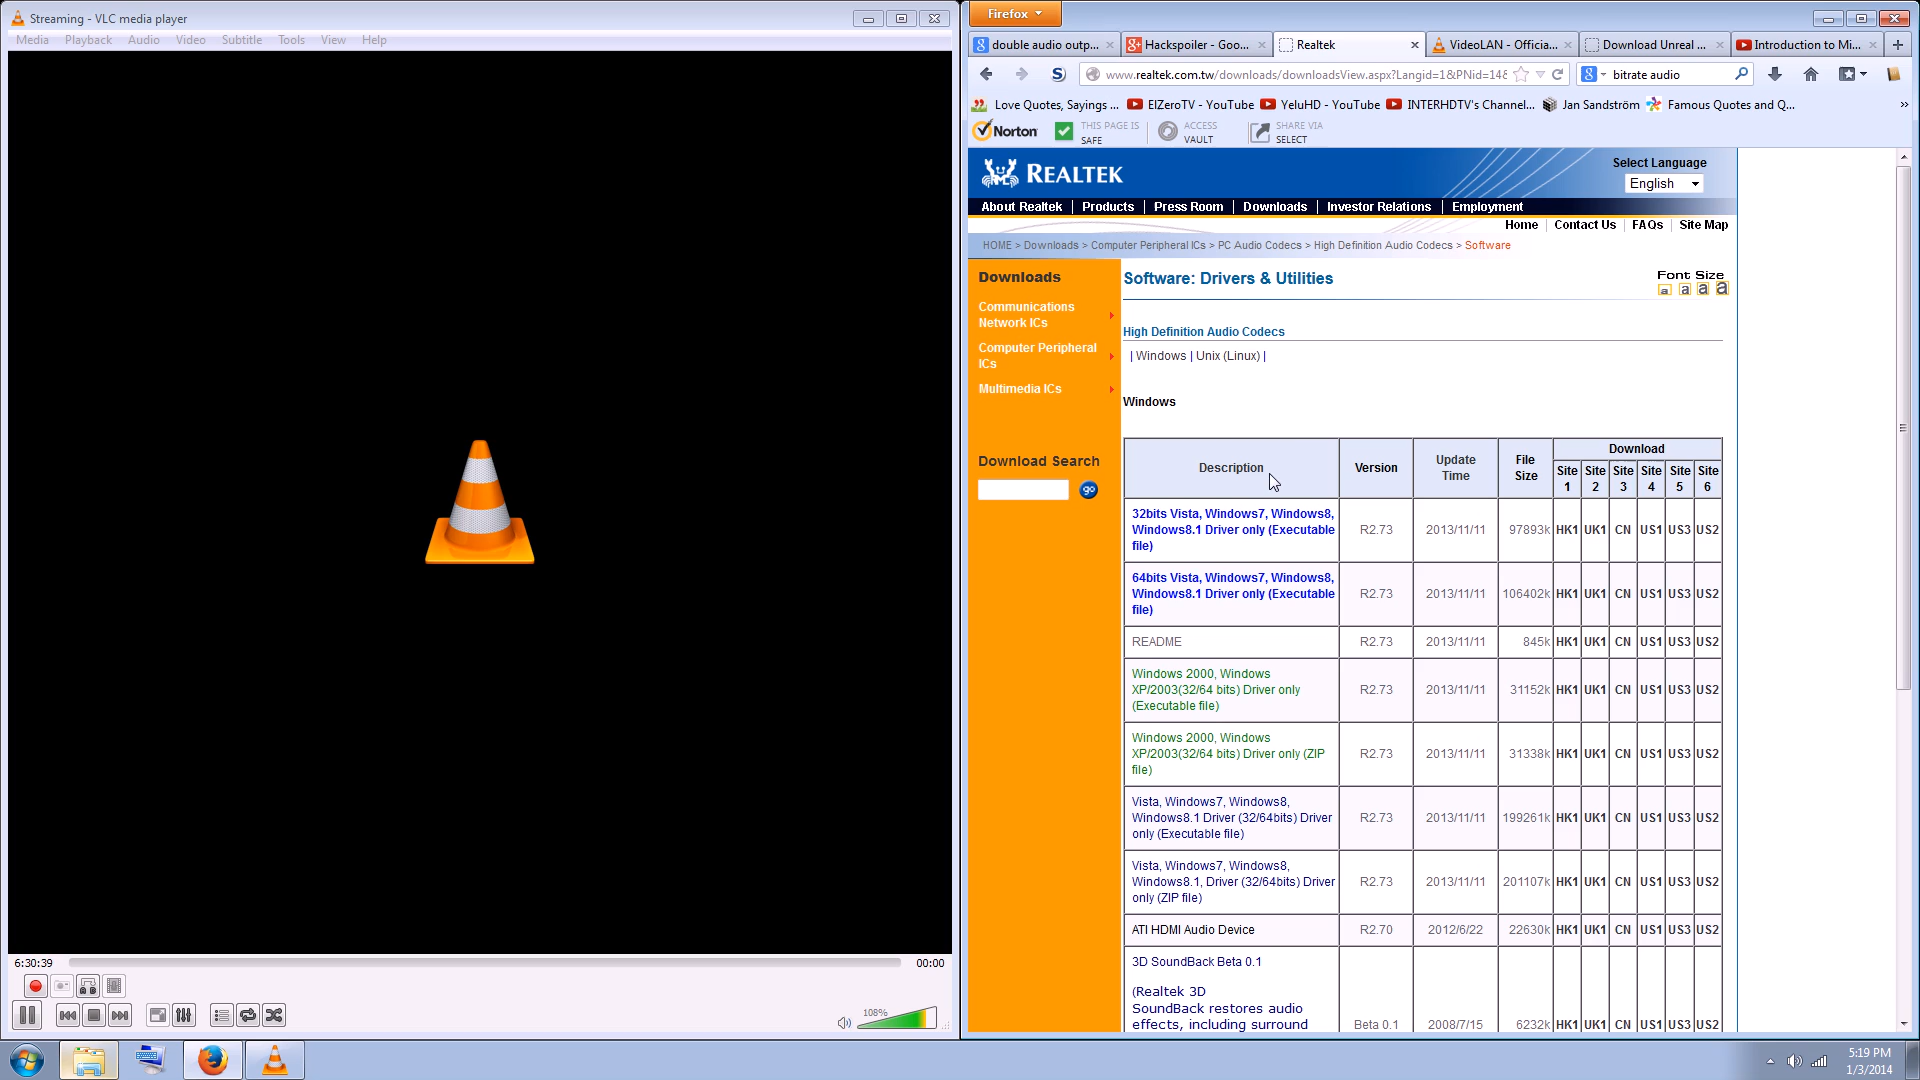 Streaming - VLC media player
Media Playback Audio Video Subtitle Tools View Help
6:30:39
00:00
108%
Firefox
double audio outp...
Hackspoiler - Goo...
Realtek
VideoLAN - Officia...
Download Unreal ...
Introduction to Mi...
www.realtek.com.tw/downloads/downloadsView.aspx?Langid=1&PNid=14&
bitrate audio
Love Quotes, Sayings ...
ElZeroTV - YouTube
YeluHD - YouTube
INTERHDTV's Channel...
Jan Sandström
Famous Quotes and Q...
Norton
THIS PAGE IS
SAFE
ACCESS
VAULT
SHARE VIA
SELECT
REALTEK
Select Language
English
About Realtek | Products | Press Room | Downloads | Investor Relations | Employment
Home | Contact Us | FAQs | Site Map
HOME > Downloads > Computer Peripheral ICs > PC Audio Codecs > High Definition Audio Codecs > Software
Downloads
Communications
Network ICs
Computer Peripheral
ICs
Multimedia ICs
Download Search
go
Software: Drivers & Utilities
Font Size
a a a a
High Definition Audio Codecs
| Windows | Unix (Linux) |
Windows
Description
Version
Update
Time
File
Size
Download
Site
1
Site
2
Site
3
Site
4
Site
5
Site
6
32bits Vista, Windows7, Windows8,
Windows8.1 Driver only (Executable
file)
R2.73 2013/11/11 97893k HK1 UK1 CN US1 US3 US2
64bits Vista, Windows7, Windows8,
Windows8.1 Driver only (Executable
file)
R2.73 2013/11/11 106402k HK1 UK1 CN US1 US3 US2
README R2.73 2013/11/11 845k HK1 UK1 CN US1 US3 US2
Windows 2000, Windows
XP/2003(32/64 bits) Driver only
(Executable file)
R2.73 2013/11/11 31152k HK1 UK1 CN US1 US3 US2
Windows 2000, Windows
XP/2003(32/64 bits) Driver only (ZIP
file)
R2.73 2013/11/11 31338k HK1 UK1 CN US1 US3 US2
Vista, Windows7, Windows8,
Windows8.1 Driver (32/64bits) Driver
only (Executable file)
R2.73 2013/11/11 199261k HK1 UK1 CN US1 US3 US2
Vista, Windows7, Windows8,
Windows8.1, Driver (32/64bits) Driver
only (ZIP file)
R2.73 2013/11/11 201107k HK1 UK1 CN US1 US3 US2
ATI HDMI Audio Device R2.70 2012/6/22 22630k HK1 UK1 CN US1 US3 US2
3D SoundBack Beta 0.1
(Realtek 3D
SoundBack restores audio
effects, including surround
Beta 0.1 2008/7/15 6232k HK1 UK1 CN US1 US3 US2
5:19 PM
1/3/2014